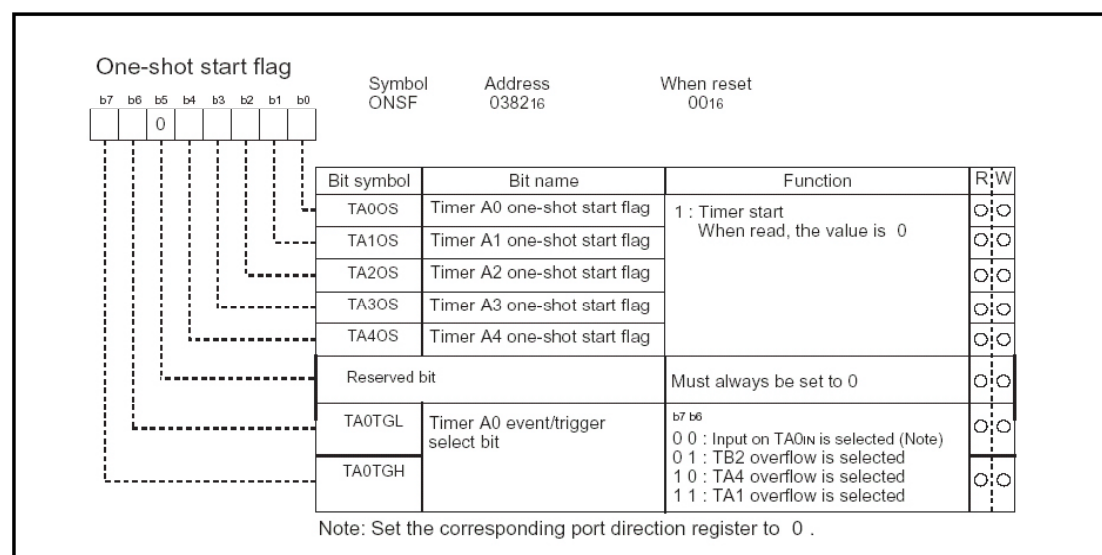 One-shot start flag
Symbol Address When reset
ONSF 038216 0016
b7 b6 b5 b4 b3 b2 b1 b0
0
Bit symbol Bit name Function R W
TA0OS Timer A0 one-shot start flag 1 : Timer start
When read, the value is 0
TA1OS Timer A1 one-shot start flag
TA2OS Timer A2 one-shot start flag
TA3OS Timer A3 one-shot start flag
TA4OS Timer A4 one-shot start flag
Reserved bit Must always be set to 0
TA0TGL Timer A0 event/trigger
select bit
b7 b6
0 0 : Input on TA0IN is selected (Note)
0 1 : TB2 overflow is selected
1 0 : TA4 overflow is selected
1 1 : TA1 overflow is selected
TA0TGH
Note: Set the corresponding port direction register to 0 .